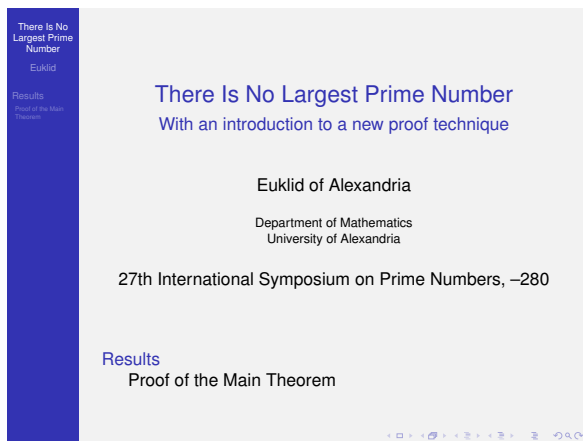 There Is No
Largest Prime
Number
Euklid
Results
Proof of the Main
Theorem
There Is No Largest Prime Number
With an introduction to a new proof technique
Euklid of Alexandria
Department of Mathematics
University of Alexandria
27th International Symposium on Prime Numbers, –280
Results
Proof of the Main Theorem